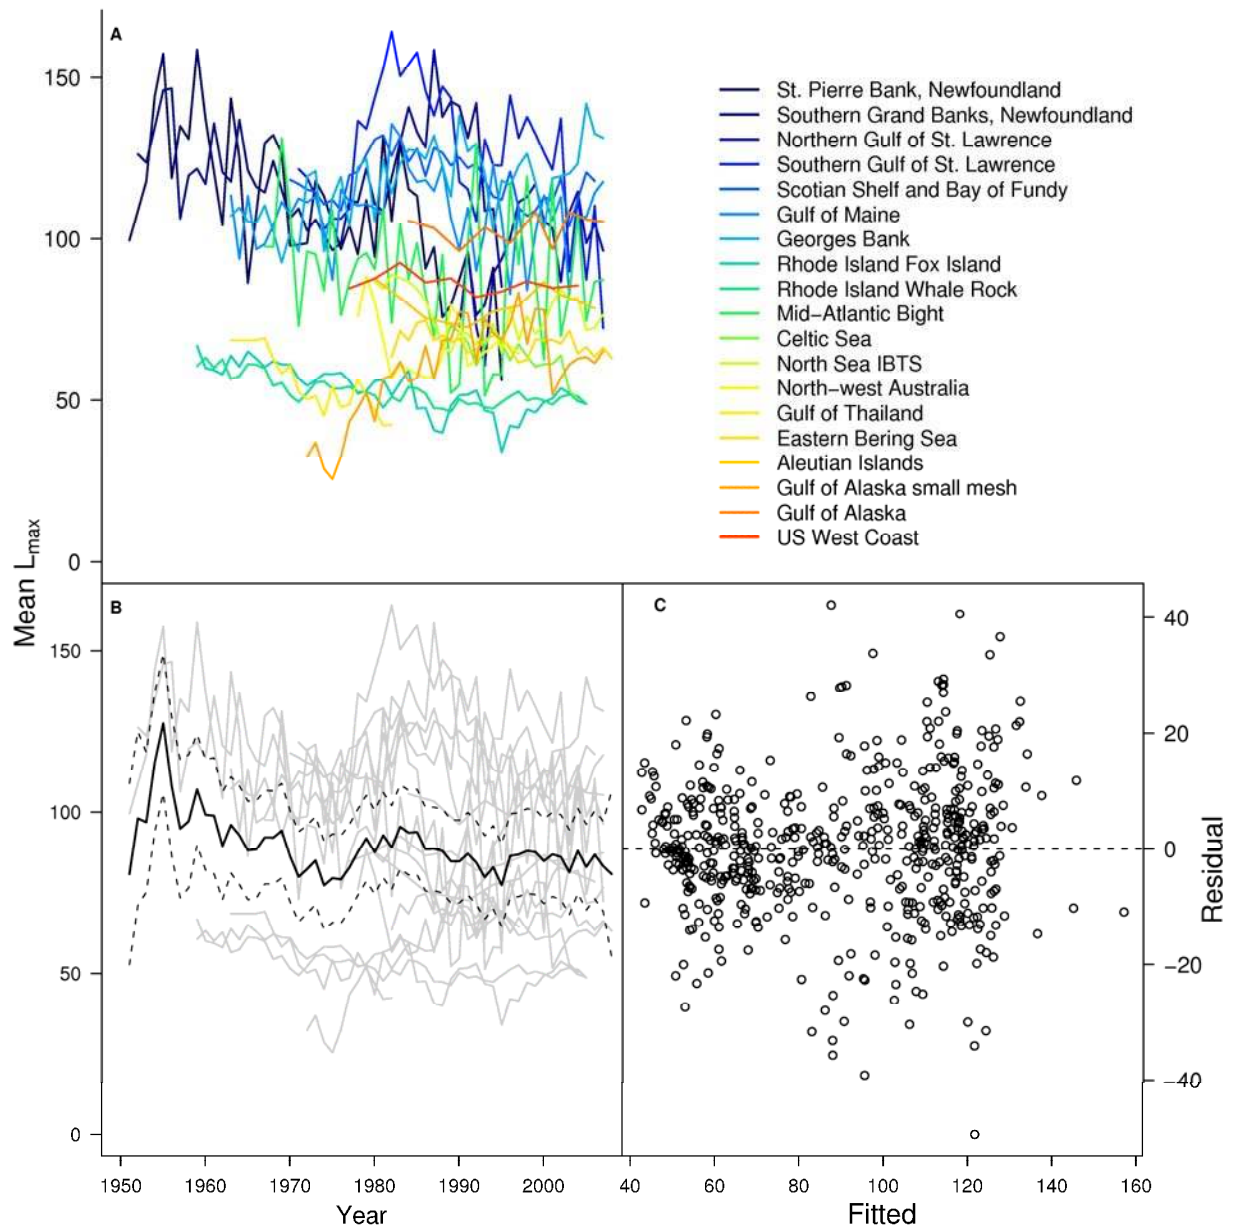 A
150
100
50
0
St. Pierre Bank, Newfoundland
Southern Grand Banks, Newfoundland
Northern Gulf of St. Lawrence
Southern Gulf of St. Lawrence
Scotian Shelf and Bay of Fundy
Gulf of Maine
Georges Bank
Rhode Island Fox Island
Rhode Island Whale Rock
Mid−Atlantic Bight
Celtic Sea
North Sea IBTS
North−west Australia
Gulf of Thailand
Eastern Bering Sea
Aleutian Islands
Gulf of Alaska small mesh
Gulf of Alaska
US West Coast
Mean Lmax
B
150
100
50
0
1950 1960 1970 1980 1990 2000
Year
C
40
20
0
−20
−40
Residual
40 60 80 100 120 140 160
Fitted